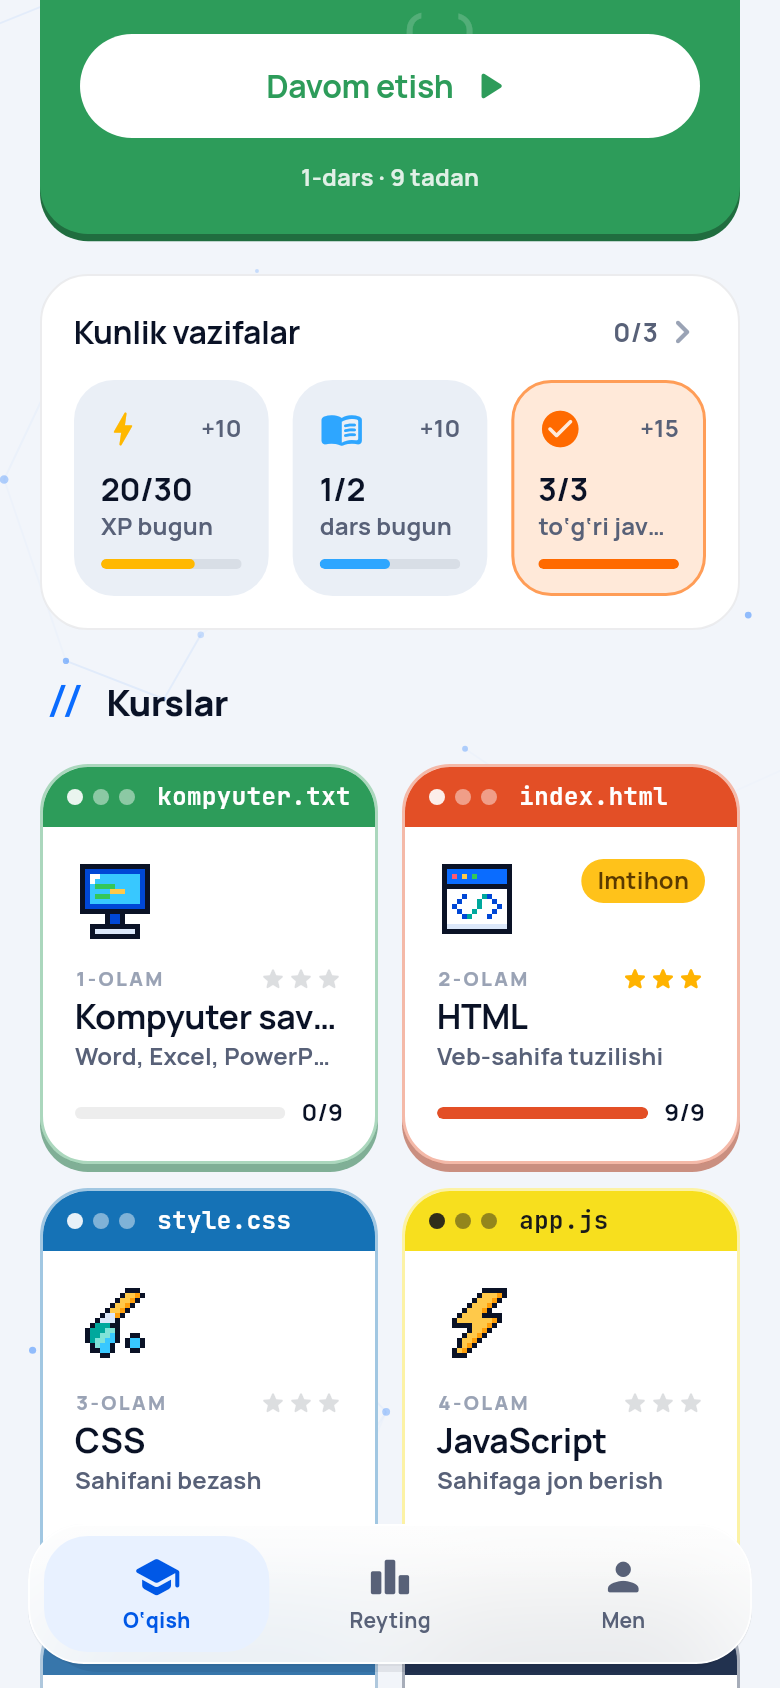 Davom etish
1-dars · 9 tadan
Kunlik vazifalar
0/3
+10
20/30
XP bugun
+10
1/2
dars bugun
+15
3/3
to‘g‘ri jav...
// Kurslar
kompyuter.txt
1-OLAM
Kompyuter sav...
Word, Excel, PowerP...
0/9
index.html
Imtihon
2-OLAM
HTML
Veb-sahifa tuzilishi
9/9
style.css
3-OLAM
CSS
Sahifani bezash
app.js
4-OLAM
JavaScript
Sahifaga jon berish
O‘qish
Reyting
Men